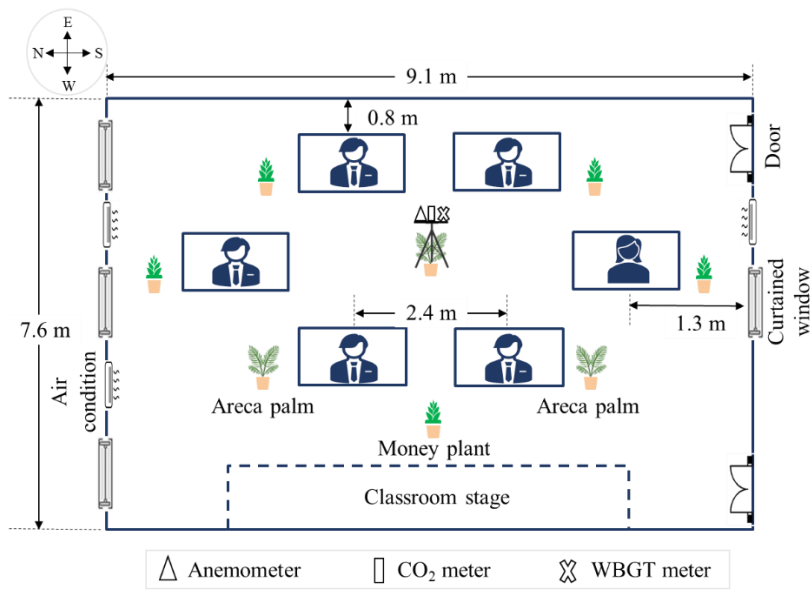 E
N S
W
9.1 m
0.8 m
Door
7.6 m
2.4 m
1.3 m
Curtained
window
Air
condition
Areca palm
Areca palm
Money plant
Classroom stage
Anemometer
CO₂ meter
WBGT meter